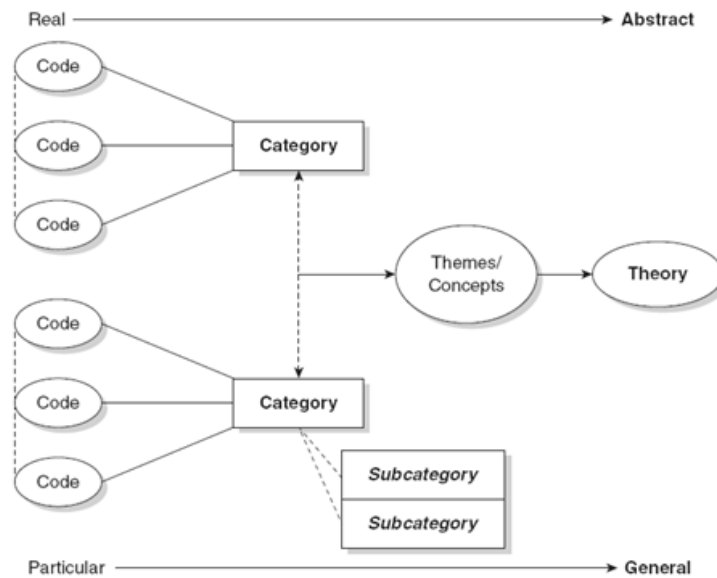 Real Abstract
Code
Code
Category
Code
Themes/
Concepts
Theory
Code
Code
Category
Code
Subcategory
Subcategory
Particular General